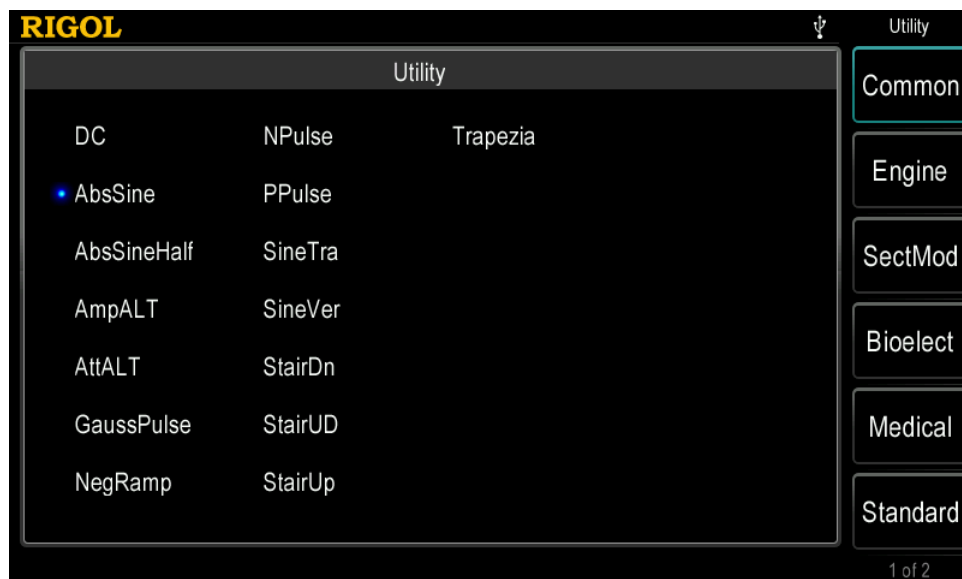 RIGOL
Utility
DC NPulse Trapezia
AbsSine PPulse
AbsSineHalf SineTra
AmpALT SineVer
AttALT StairDn
GaussPulse StairUD
NegRamp StairUp
Utility
Common
Engine
SectMod
Bioelect
Medical
Standard
1 of 2